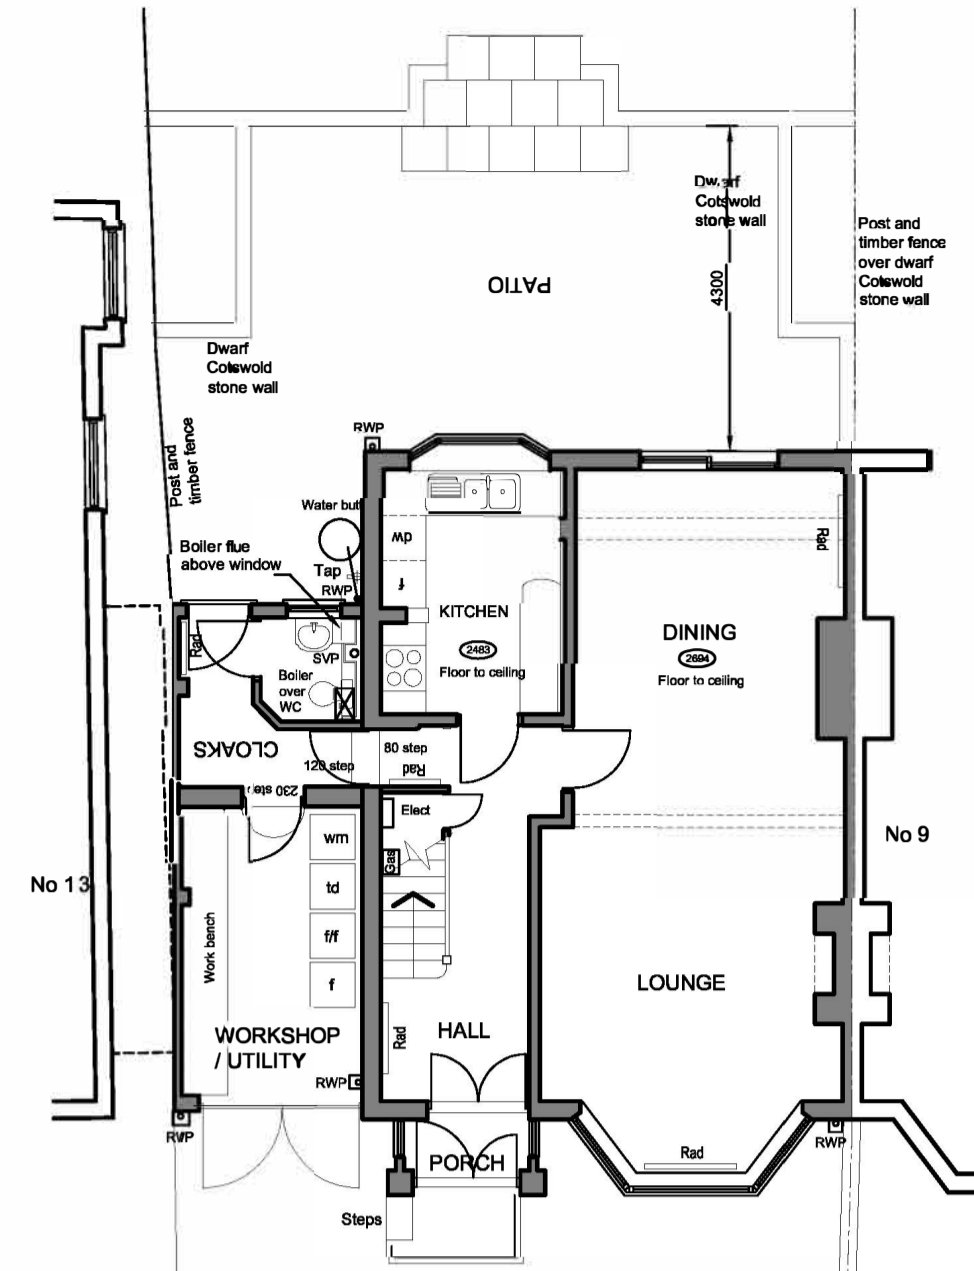 Dwarf
Cotswold
stone wall
Post and
timber fence
over dwarf
Cotswold
stone wall
4300
PATIO
Dwarf
Cotswold
stone wall
Post and
timber fence
RWP
Water but
Boiler flue
above window
Tap
RWP
dw
f
KITCHEN
2483
Floor to ceiling
Rad
DINING
2694
Floor to ceiling
Rad
SVP
Boiler
over
WC
CLOAKS
120 step
80 step
Rad
230 step
Elect
Gas
wm
td
f/f
f
No 13
No 9
Work bench
WORKSHOP
/ UTILITY
HALL
Rad
LOUNGE
RWP
RWP
RWP
PORCH
Rad
Steps